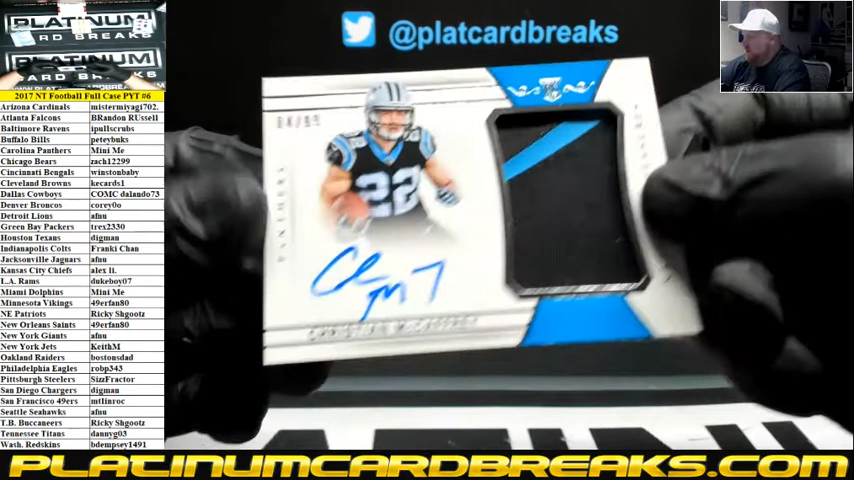 PLATINUM
CARD BREAKS
PLATINUM
CARD BREAKS
@platcardbreaks
2017 NT Football Full Case PYT #6
Arizona Cardinals mistermiyagi702.
Atlanta Falcons BRandon RUssell
Baltimore Ravens ipullscrubs
Buffalo Bills peteybuks
Carolina Panthers Mini Me
Chicago Bears zach12299
Cincinnati Bengals winstonbaby
Cleveland Browns kecards1
Dallas Cowboys COMC dalando73
Denver Broncos corey0o
Detroit Lions afnu
Green Bay Packers trex2330
Houston Texans digman
Indianapolis Colts Franki Chan
Jacksonville Jaguars afnu
Kansas City Chiefs alex li.
L.A. Rams dukeboy07
Miami Dolphins Mini Me
Minnesota Vikings 49erfan80
NE Patriots Ricky Shgootz
New Orleans Saints 49erfan80
New York Giants afnu
New York Jets KeithM
Oakland Raiders bostonsdad
Philadelphia Eagles robp343
Pittsburgh Steelers SizzFractor
San Diego Chargers digman
San Francisco 49ers mtlinroc
Seattle Seahawks afnu
T.B. Buccaneers Ricky Shgootz
Tennessee Titans dannyg03
Wash. Redskins bdempsey1491
04/99
PANTHERS
22
PLATINUMCARDBREAKS.COM